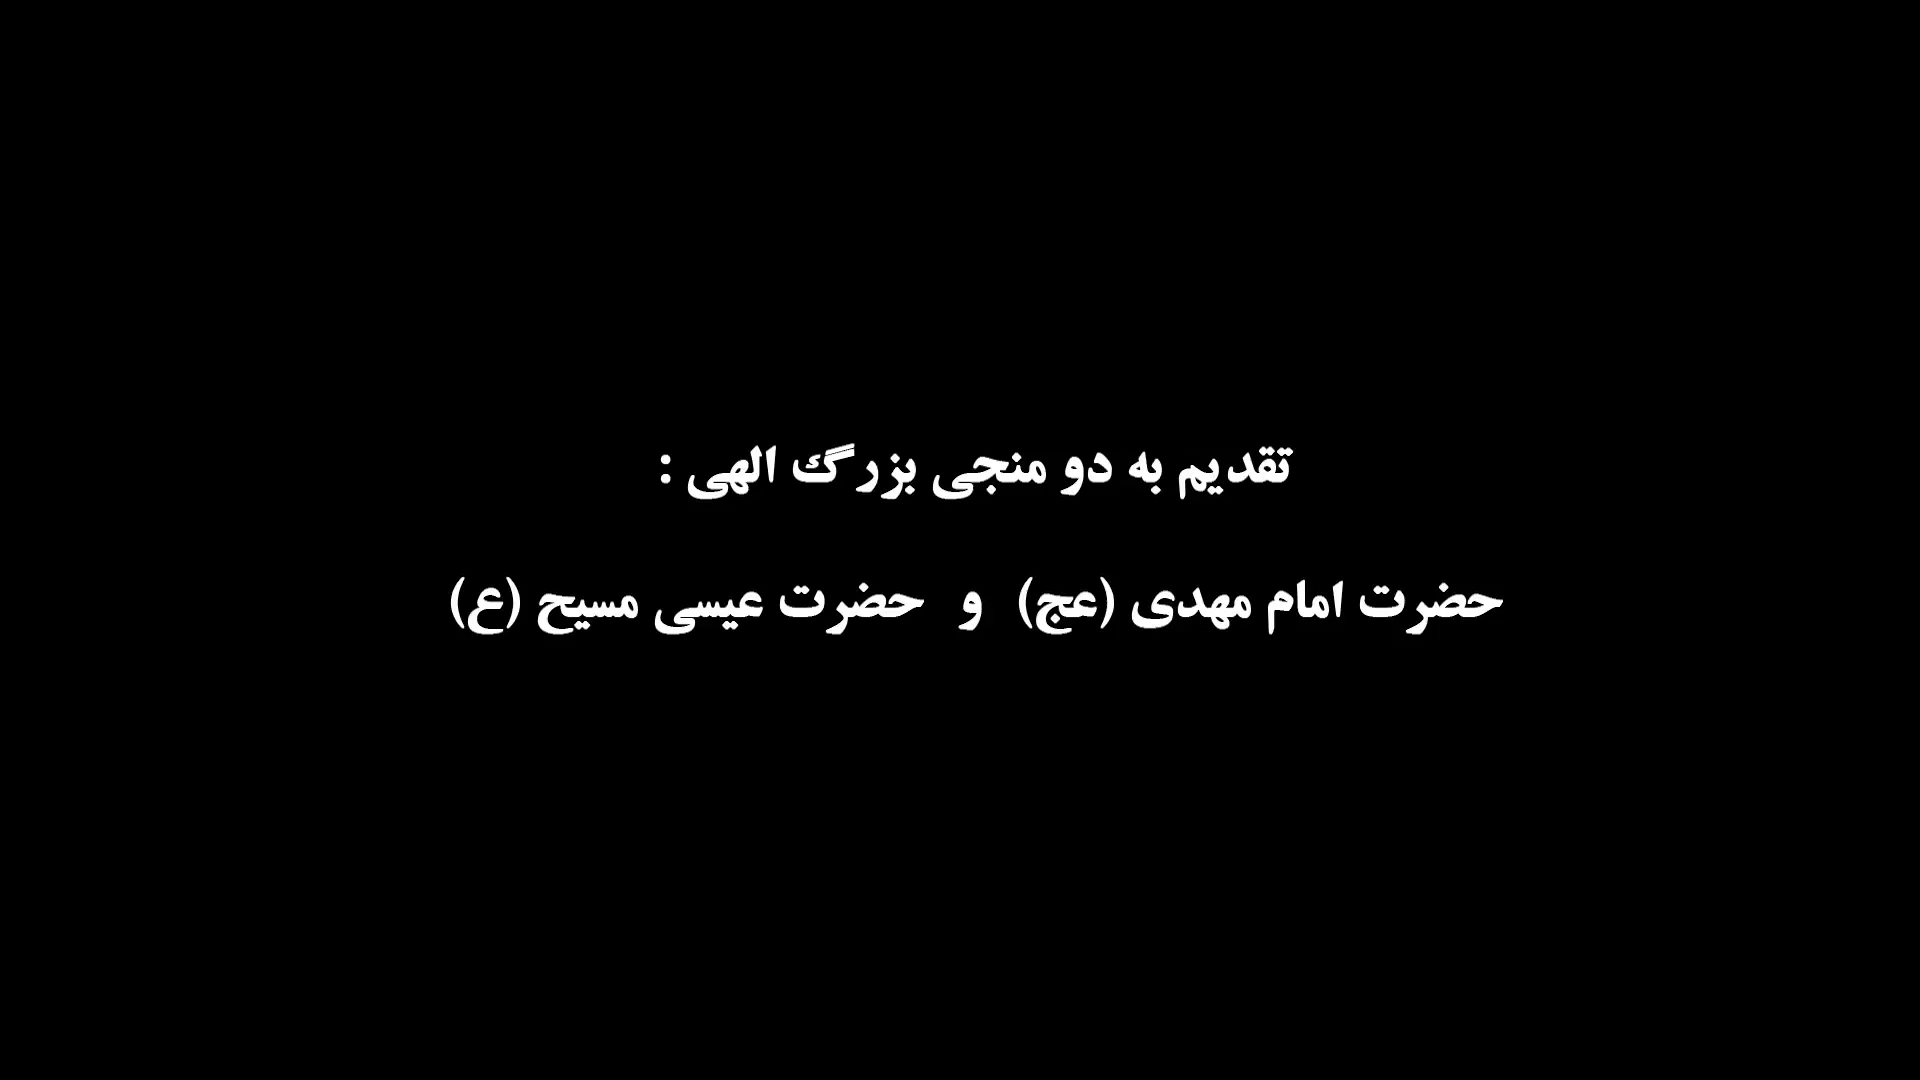 تقدیم به دو منجی بزرگ الهی :
حضرت امام مهدی (عج) و حضرت عیسی مسیح (ع)